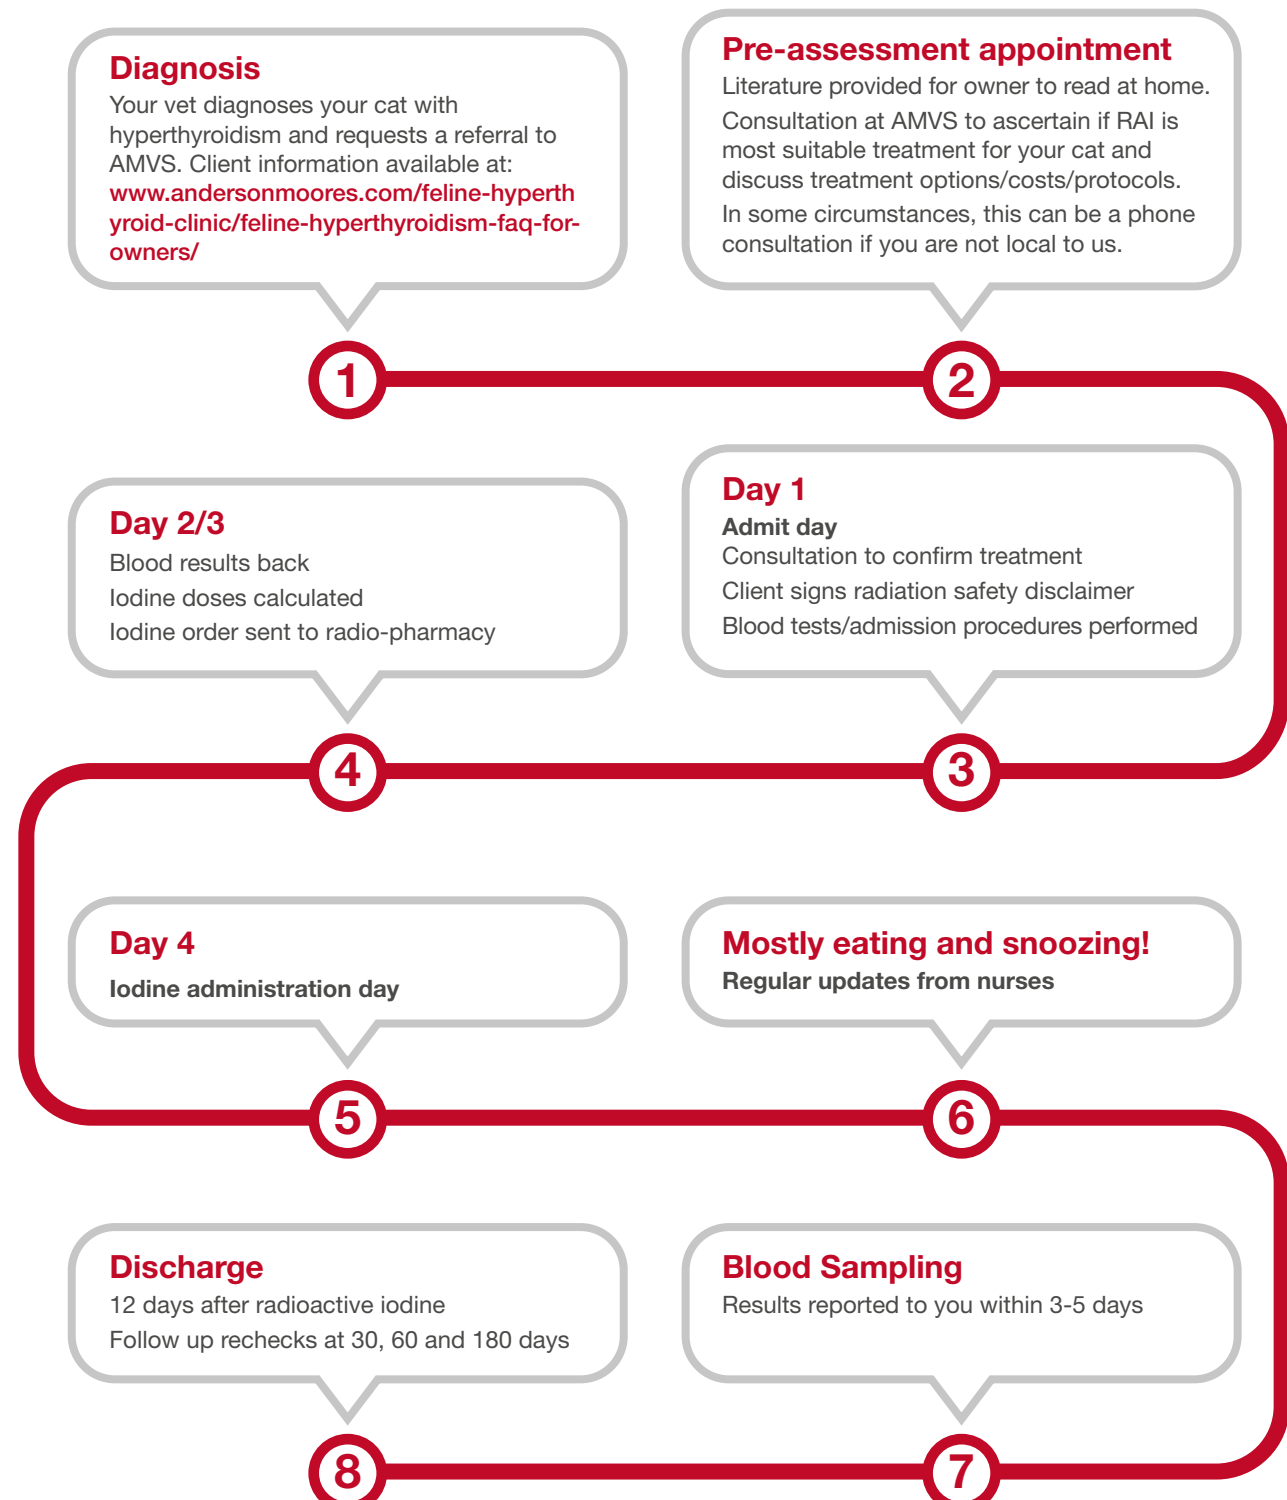 Diagnosis
Your vet diagnoses your cat with
hyperthyroidism and requests a referral to
AMVS. Client information available at:
www.andersonmoores.com/feline-hyperth
yroid-clinic/feline-hyperthyroidism-faq-for-
owners/
1
Pre-assessment appointment
Literature provided for owner to read at home.
Consultation at AMVS to ascertain if RAI is
most suitable treatment for your cat and
discuss treatment options/costs/protocols.
In some circumstances, this can be a phone
consultation if you are not local to us.
2
Day 1
Admit day
Consultation to confirm treatment
Client signs radiation safety disclaimer
Blood tests/admission procedures performed
3
Day 2/3
Blood results back
Iodine doses calculated
Iodine order sent to radio-pharmacy
4
Day 4
Iodine administration day
5
Mostly eating and snoozing!
Regular updates from nurses
6
Blood Sampling
Results reported to you within 3-5 days
7
Discharge
12 days after radioactive iodine
Follow up rechecks at 30, 60 and 180 days
8